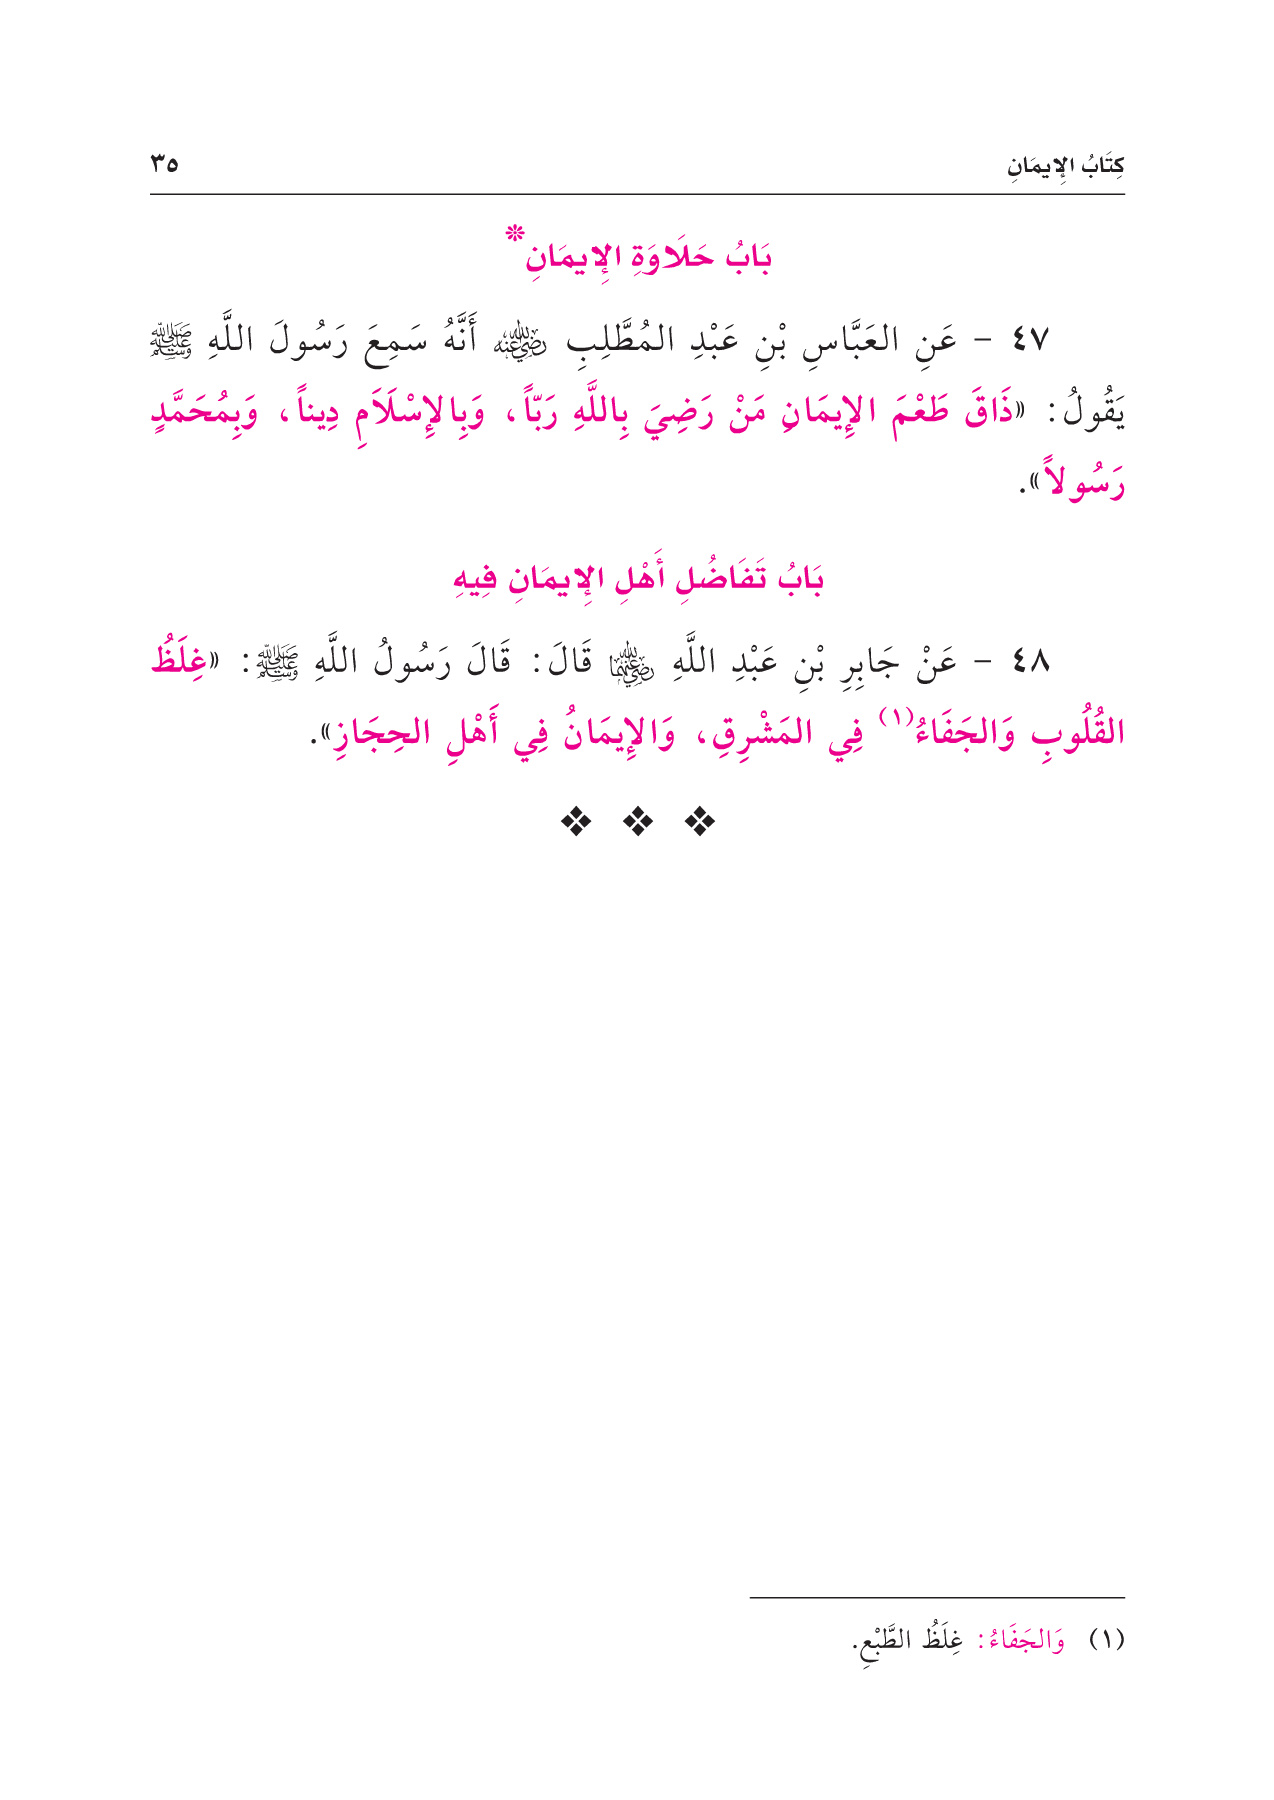 كِتَابُ الإِيمَانِ ٣٥
بَابُ حَلَاوَةِ الإِيمَانِ*
٤٧ - عَنِ العَبَّاسِ بْنِ عَبْدِ المُطَّلِبِ ﵁ أَنَّهُ سَمِعَ رَسُولَ اللَّهِ ﷺ
يَقُولُ: «ذَاقَ طَعْمَ الإِيمَانِ مَنْ رَضِيَ بِاللَّهِ رَبّاً، وَبِالإِسْلَامِ دِيناً، وَبِمُحَمَّدٍ
رَسُولاً».
بَابُ تَفَاضُلِ أَهْلِ الإِيمَانِ فِيهِ
٤٨ - عَنْ جَابِرِ بْنِ عَبْدِ اللَّهِ ﵄ قَالَ: قَالَ رَسُولُ اللَّهِ ﷺ: «غِلَظُ
القُلُوبِ وَالجَفَاءُ(١) فِي المَشْرِقِ، وَالإِيمَانُ فِي أَهْلِ الحِجَازِ».
(١) وَالجَفَاءُ: غِلَظُ الطَّبْعِ.